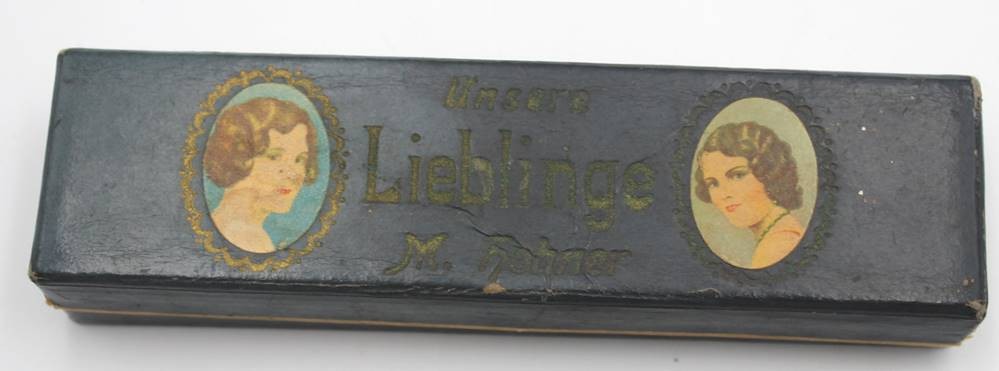 Unsere
Lieblinge
M. Hohner